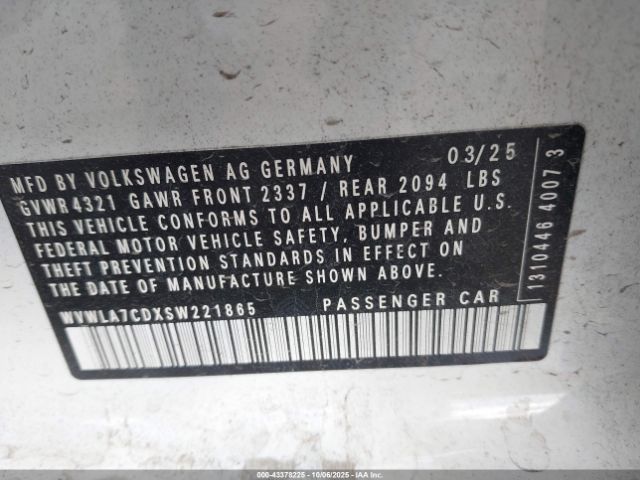 MFD BY VOLKSWAGEN AG GERMANY 03/25
GVWR 4321 GAWR FRONT 2337 / REAR 2094 LBS
THIS VEHICLE CONFORMS TO ALL APPLICABLE U.S.
FEDERAL MOTOR VEHICLE SAFETY, BUMPER AND
THEFT PREVENTION STANDARDS IN EFFECT ON
THE DATE OF MANUFACTURE SHOWN ABOVE.
WVWLA7CDXSW221865 PASSENGER CAR
1310446 4007 31
000-43378225 - 10/06/2025 - IAA Inc.